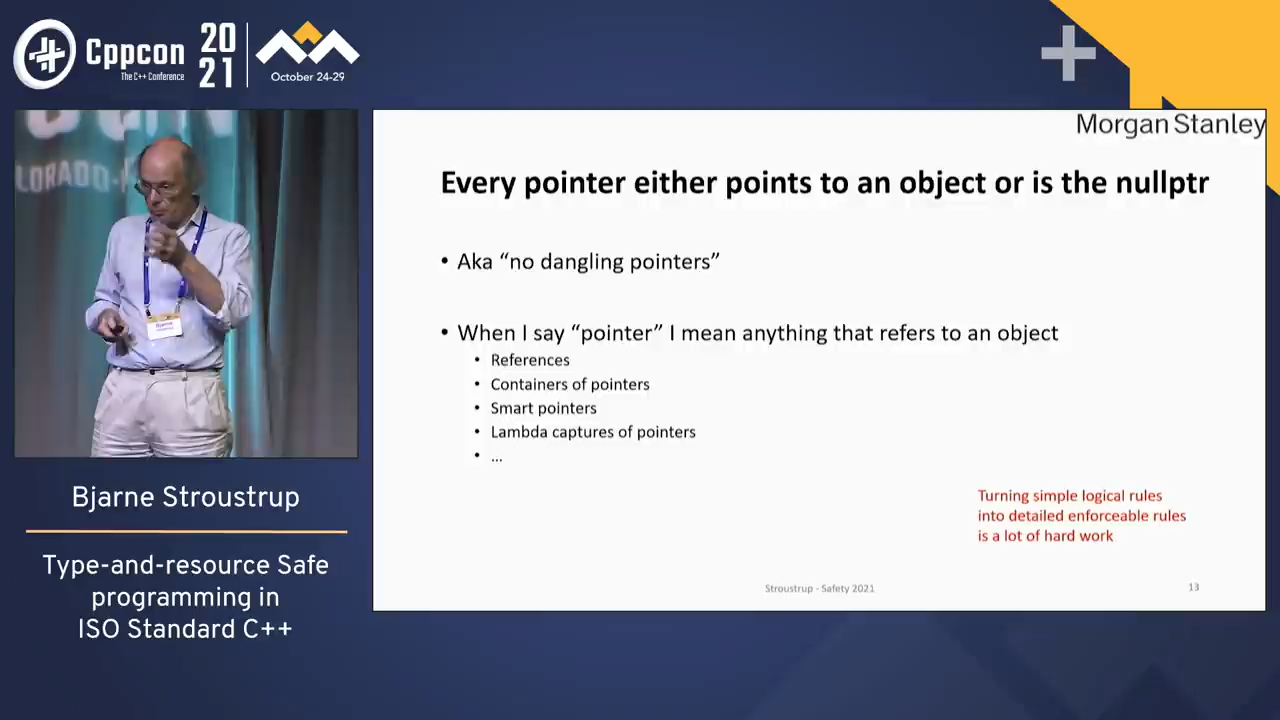 Cppcon
The C++ Conference
20
21
October 24-29
LORADO
Morgan Stanley
Every pointer either points to an object or is the nullptr
• Aka “no dangling pointers”
• When I say “pointer” I mean anything that refers to an object
• References
• Containers of pointers
• Smart pointers
• Lambda captures of pointers
• ...
Turning simple logical rules
into detailed enforceable rules
is a lot of hard work
Stroustrup - Safety 2021
13
Bjarne
Bjarne Stroustrup
Type-and-resource Safe
programming in
ISO Standard C++